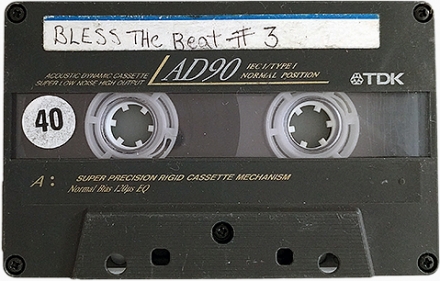 BLESS The Beat # 3
ACOUSTIC DYNAMIC CASSETTE
SUPER LOW NOISE HIGH OUTPUT
AD90
IEC I/TYPE I
NORMAL POSITION
TDK
40
A:
SUPER PRECISION RIGID CASSETTE MECHANISM
Normal Bias 120μs EQ